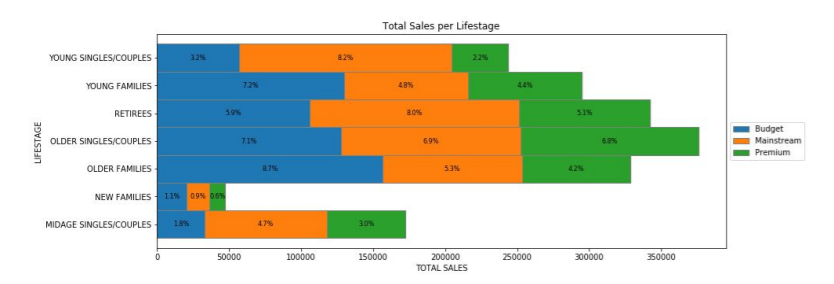 Total Sales per Lifestage
LIFESTAGE
YOUNG SINGLES/COUPLES 3.2% 8.2% 2.2%
YOUNG FAMILIES 7.2% 4.8% 4.4%
RETIREES 5.9% 8.0% 5.1%
OLDER SINGLES/COUPLES 7.1% 6.9% 6.8%
OLDER FAMILIES 8.7% 5.3% 4.2%
NEW FAMILIES 1.1% 0.9% 0.6%
MIDAGE SINGLES/COUPLES 1.8% 4.7% 3.0%
0 50000 100000 150000 200000 250000 300000 350000
TOTAL SALES
Budget
Mainstream
Premium